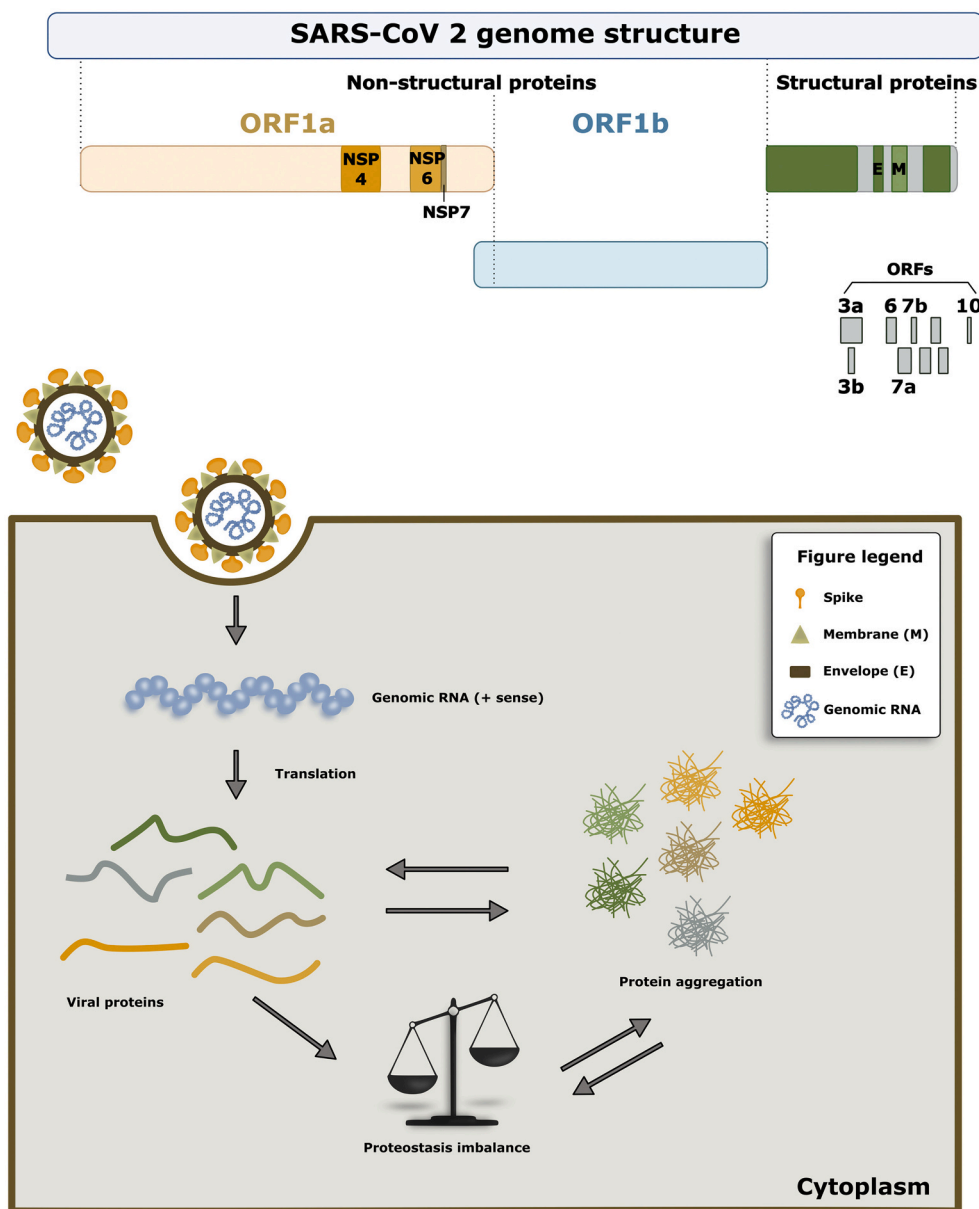 SARS-CoV 2 genome structure
Non-structural proteins
Structural proteins
ORF1a
ORF1b
NSP
4
NSP
6
E
M
NSP7
ORFs
3a
6
7b
10
3b
7a
Figure legend
Spike
Membrane (M)
Envelope (E)
Genomic RNA
Genomic RNA (+ sense)
Translation
Viral proteins
Protein aggregation
Proteostasis imbalance
Cytoplasm